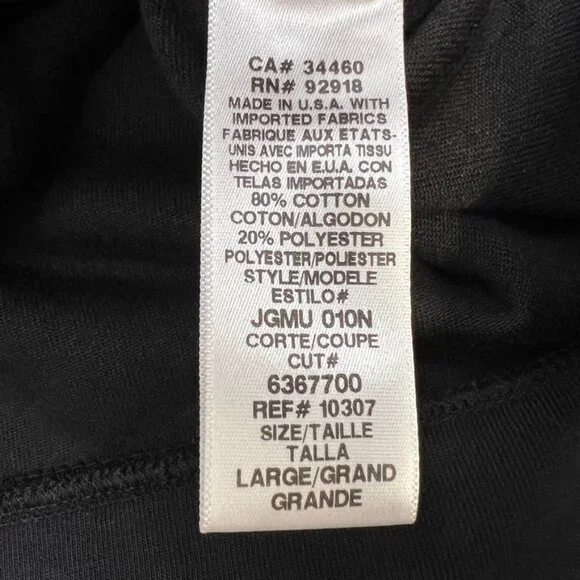 CA# 34460
RN# 92918
MADE IN U.S.A. WITH
IMPORTED FABRICS
FABRIQUE AUX ETATS-
UNIS AVEC IMPORTA TISSU
HECHO EN E.U.A. CON
TELAS IMPORTADAS
80% COTTON
COTON/ALGODON
20% POLYESTER
POLYESTER/POLIESTER
STYLE/MODELE
ESTILO#
JGMU 010N
CORTE/COUPE
CUT#
6367700
REF# 10307
SIZE/TAILLE
TALLA
LARGE/GRAND
GRANDE